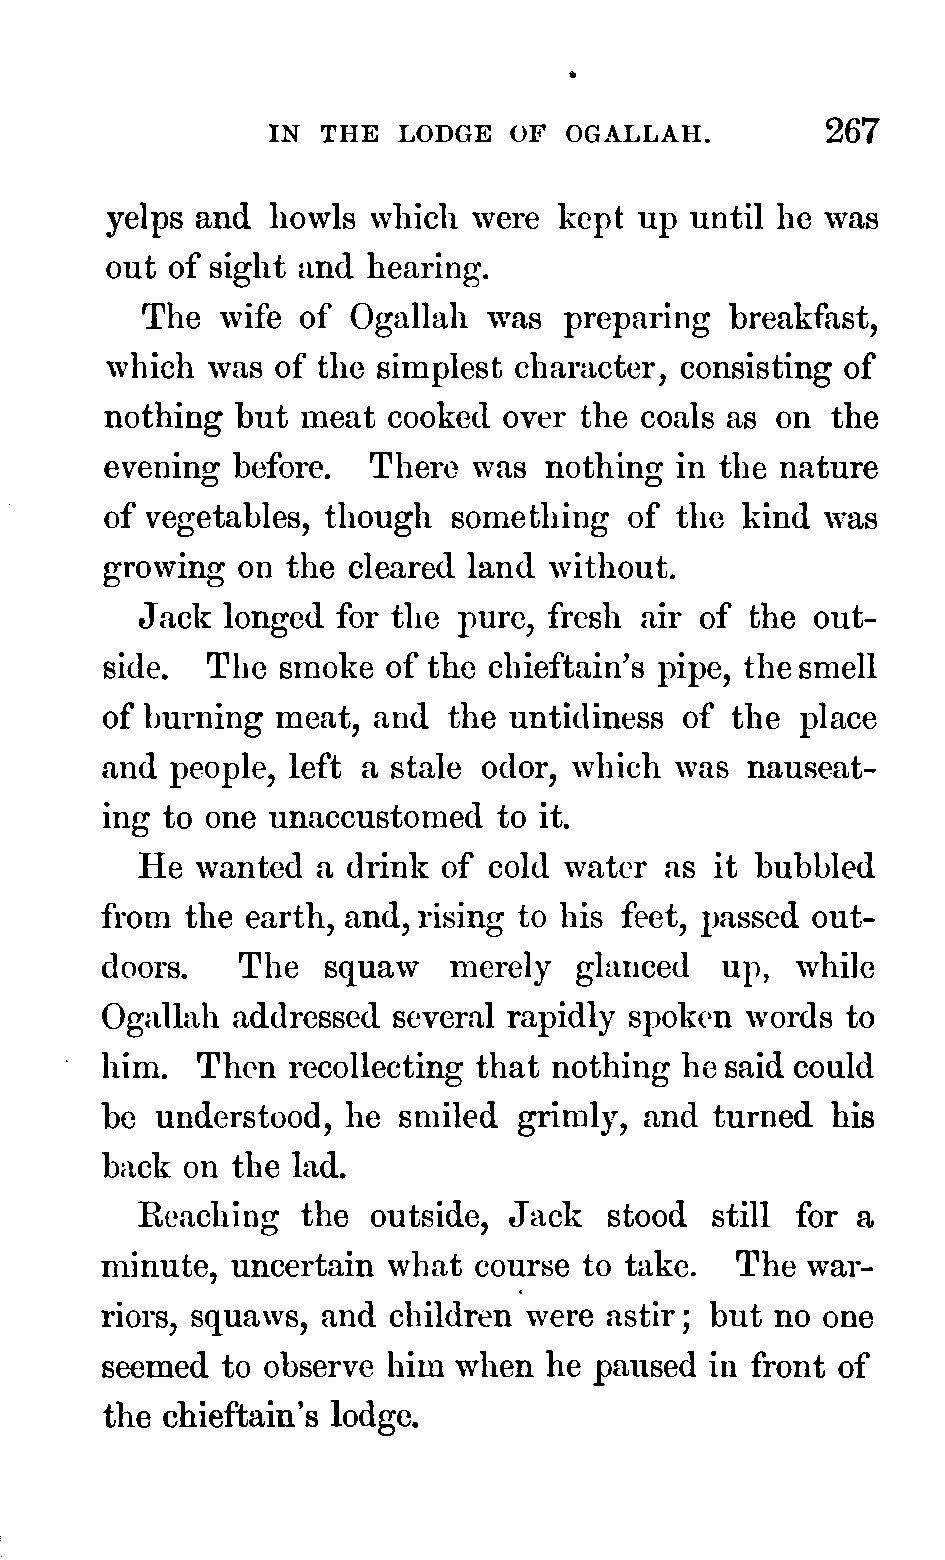 IN THE LODGE OF OGALLAH. 267
yelps and howls which were kept up until he was
out of sight and hearing.
The wife of Ogallah was preparing breakfast,
which was of the simplest character, consisting of
nothing but meat cooked over the coals as on the
evening before. There was nothing in the nature
of vegetables, though something of the kind was
growing on the cleared land without.
Jack longed for the pure, fresh air of the out-
side. The smoke of the chieftain's pipe, the smell
of burning meat, and the untidiness of the place
and people, left a stale odor, which was nauseat-
ing to one unaccustomed to it.
He wanted a drink of cold water as it bubbled
from the earth, and, rising to his feet, passed out-
doors. The squaw merely glanced up, while
Ogallah addressed several rapidly spoken words to
him. Then recollecting that nothing he said could
be understood, he smiled grimly, and turned his
back on the lad.
Reaching the outside, Jack stood still for a
minute, uncertain what course to take. The war-
riors, squaws, and children were astir; but no one
seemed to observe him when he paused in front of
the chieftain's lodge.